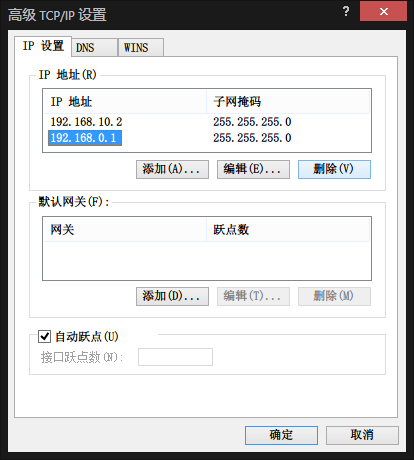 高级 TCP/IP 设置
IP 设置 DNS WINS
IP 地址(R)
IP 地址 子网掩码
192.168.10.2 255.255.255.0
192.168.0.1 255.255.255.0
添加(A)... 编辑(E)... 删除(V)
默认网关(F):
网关 跃点数
添加(D)... 编辑(T)... 删除(M)
自动跃点(U)
接口跃点数(N):
确定 取消